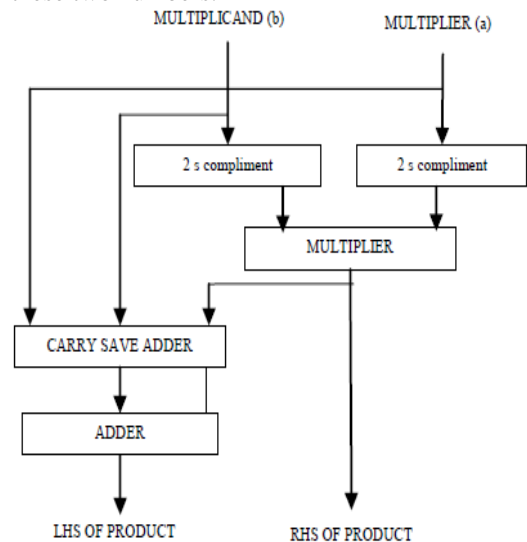 MULTIPLICAND (b)
MULTIPLIER (a)
2 s compliment
2 s compliment
MULTIPLIER
CARRY SAVE ADDER
ADDER
LHS OF PRODUCT
RHS OF PRODUCT